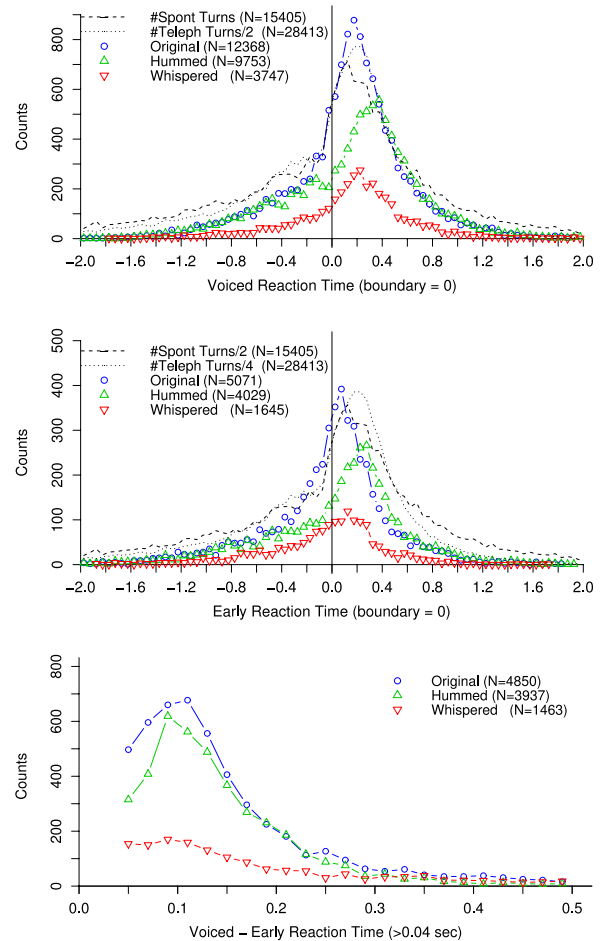 #Spont Turns (N=15405)
#Teleph Turns/2 (N=28413)
Original (N=12368)
Hummed (N=9753)
Whispered (N=3747)
Counts
800
600
400
200
0
−2.0 −1.6 −1.2 −0.8 −0.4 0.0 0.4 0.8 1.2 1.6 2.0
Voiced Reaction Time (boundary = 0)
#Spont Turns/2 (N=15405)
#Teleph Turns/4 (N=28413)
Original (N=5071)
Hummed (N=4029)
Whispered (N=1645)
Counts
500
400
300
200
100
0
−2.0 −1.6 −1.2 −0.8 −0.4 0.0 0.4 0.8 1.2 1.6 2.0
Early Reaction Time (boundary = 0)
Original (N=4850)
Hummed (N=3937)
Whispered (N=1463)
Counts
800
600
400
200
0
0.0 0.1 0.2 0.3 0.4 0.5
Voiced − Early Reaction Time (>0.04 sec)